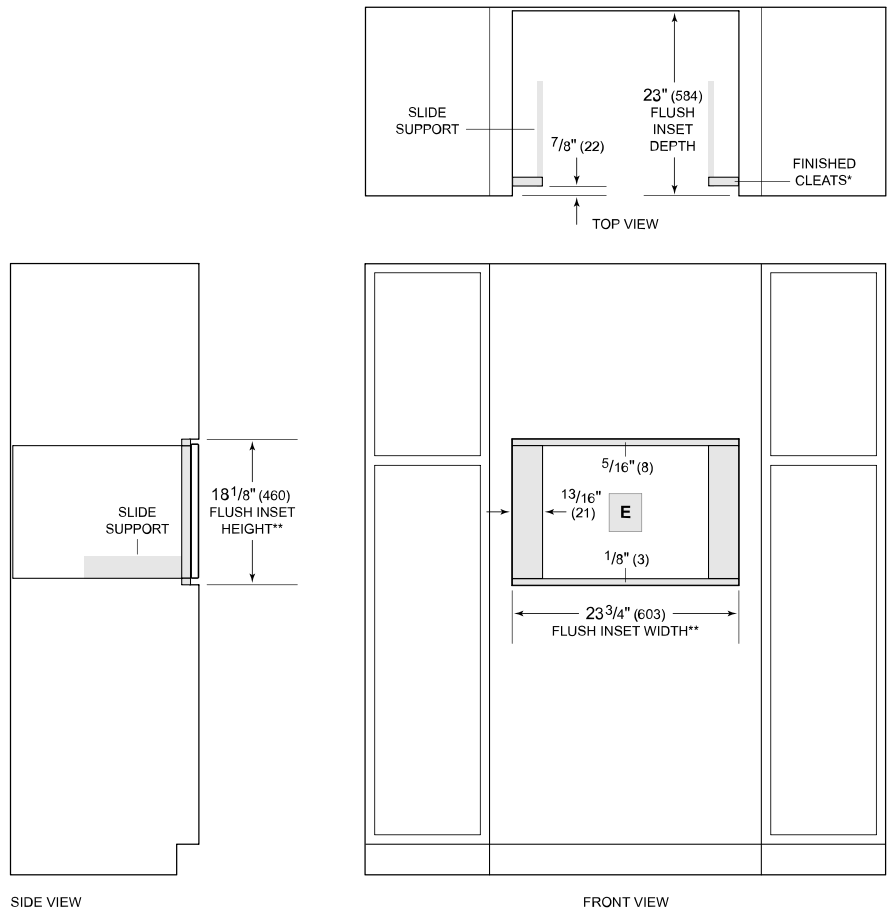 SLIDE
SUPPORT
7/8" (22)
23" (584)
FLUSH
INSET
DEPTH
FINISHED
CLEATS*
TOP VIEW
18 1/8" (460)
FLUSH INSET
HEIGHT**
SLIDE
SUPPORT
5/16" (8)
13/16"
(21)
E
1/8" (3)
23 3/4" (603)
FLUSH INSET WIDTH**
SIDE VIEW
FRONT VIEW